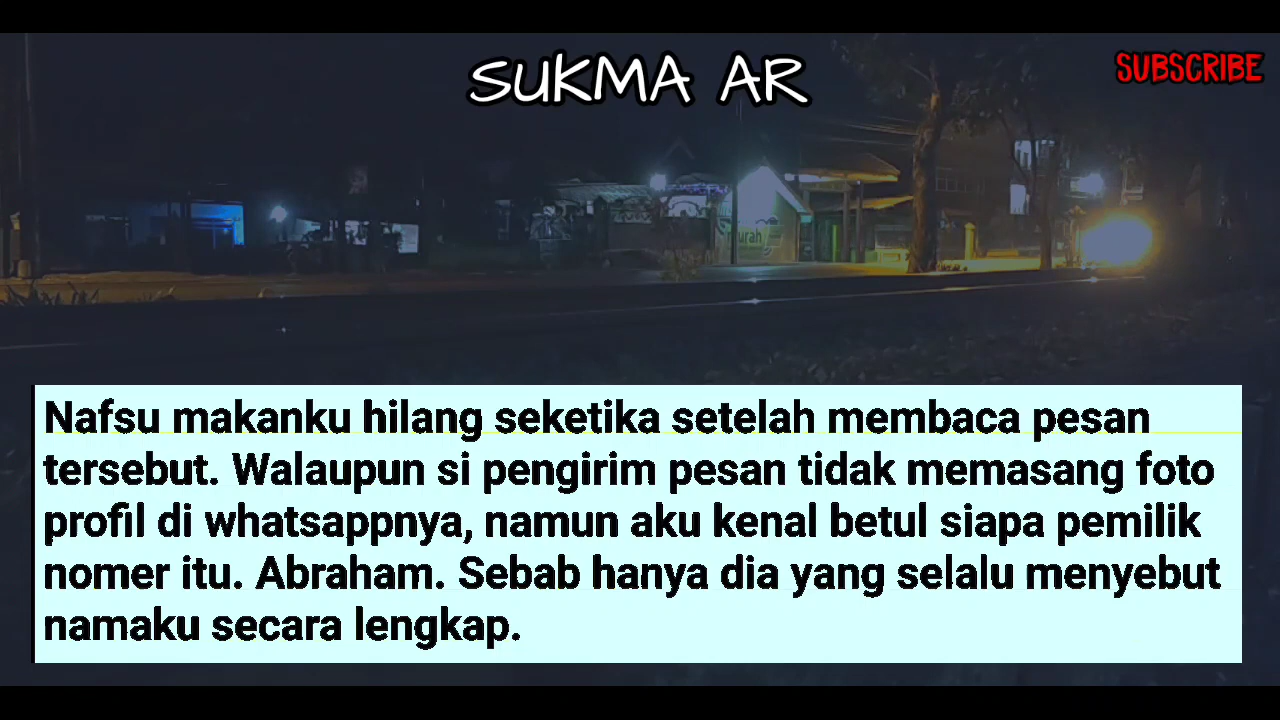 SUKMA AR
SUBSCRIBE
murah
Nafsu makanku hilang seketika setelah membaca pesan
tersebut. Walaupun si pengirim pesan tidak memasang foto
profil di whatsappnya, namun aku kenal betul siapa pemilik
nomer itu. Abraham. Sebab hanya dia yang selalu menyebut
namaku secara lengkap.